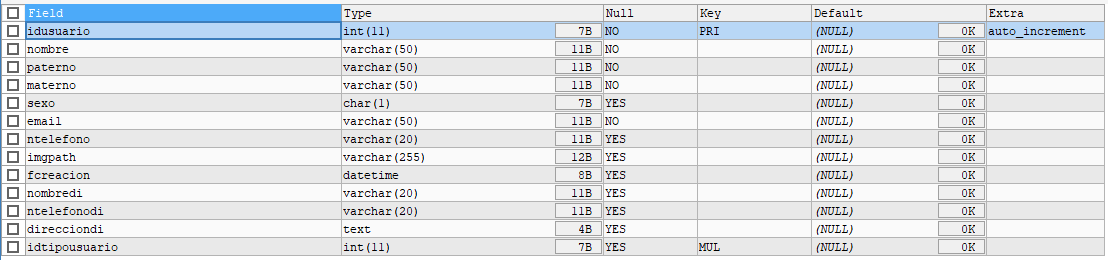 Field Type Null Key Default Extra
idusuario int(11) 7B NO PRI (NULL) 0K auto_increment
nombre varchar(50) 11B NO (NULL) 0K
paterno varchar(50) 11B NO (NULL) 0K
materno varchar(50) 11B NO (NULL) 0K
sexo char(1) 7B YES (NULL) 0K
email varchar(50) 11B NO (NULL) 0K
ntelefono varchar(20) 11B YES (NULL) 0K
imgpath varchar(255) 12B YES (NULL) 0K
fcreacion datetime 8B YES (NULL) 0K
nombredi varchar(20) 11B YES (NULL) 0K
ntelefonodi varchar(20) 11B YES (NULL) 0K
direcciondi text 4B YES (NULL) 0K
idtipousuario int(11) 7B YES MUL (NULL) 0K